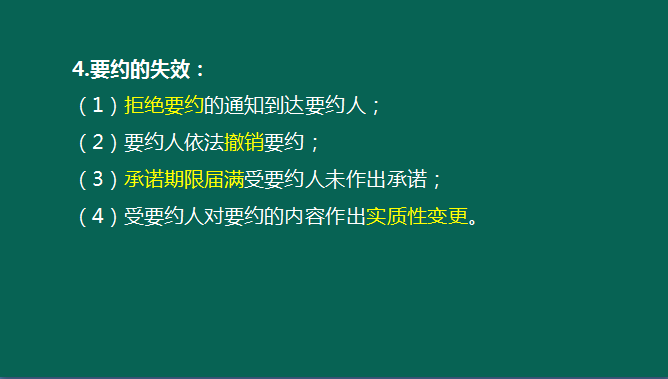 4.要约的失效：
（1）拒绝要约的通知到达要约人；
（2）要约人依法撤销要约；
（3）承诺期限届满受要约人未作出承诺；
（4）受要约人对要约的内容作出实质性变更。